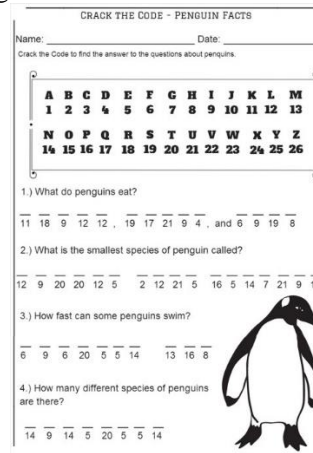 CRACK THE CODE - PENGUIN FACTS
Name: Date:
Crack the Code to find the answer to the questions about penguins.
A B C D E F G H I J K L M
1 2 3 4 5 6 7 8 9 10 11 12 13
N O P Q R S T U V W X Y Z
14 15 16 17 18 19 20 21 22 23 24 25 26
1.) What do penguins eat?
11 18 9 12 12 , 19 17 21 9 4 , and 6 9 19 8
2.) What is the smallest species of penguin called?
12 9 20 20 12 5 2 12 21 5 16 5 14 7 21 9
3.) How fast can some penguins swim?
6 9 6 20 5 5 14 13 16 8
4.) How many different species of penguins
are there?
14 9 14 5 20 5 5 14